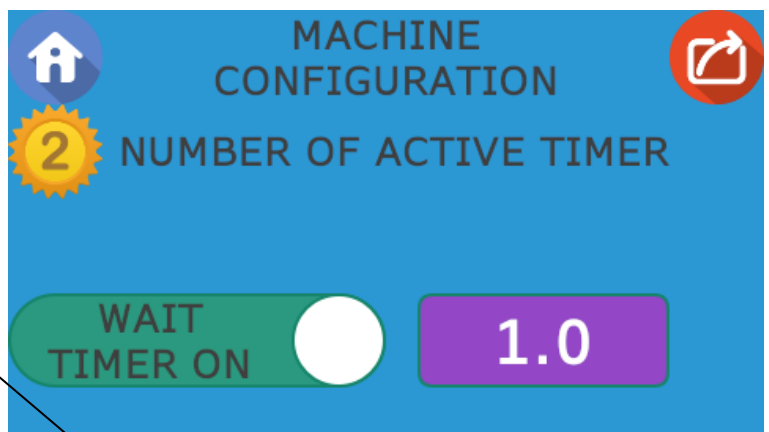 MACHINE
CONFIGURATION
2 NUMBER OF ACTIVE TIMER
WAIT
TIMER ON
1.0